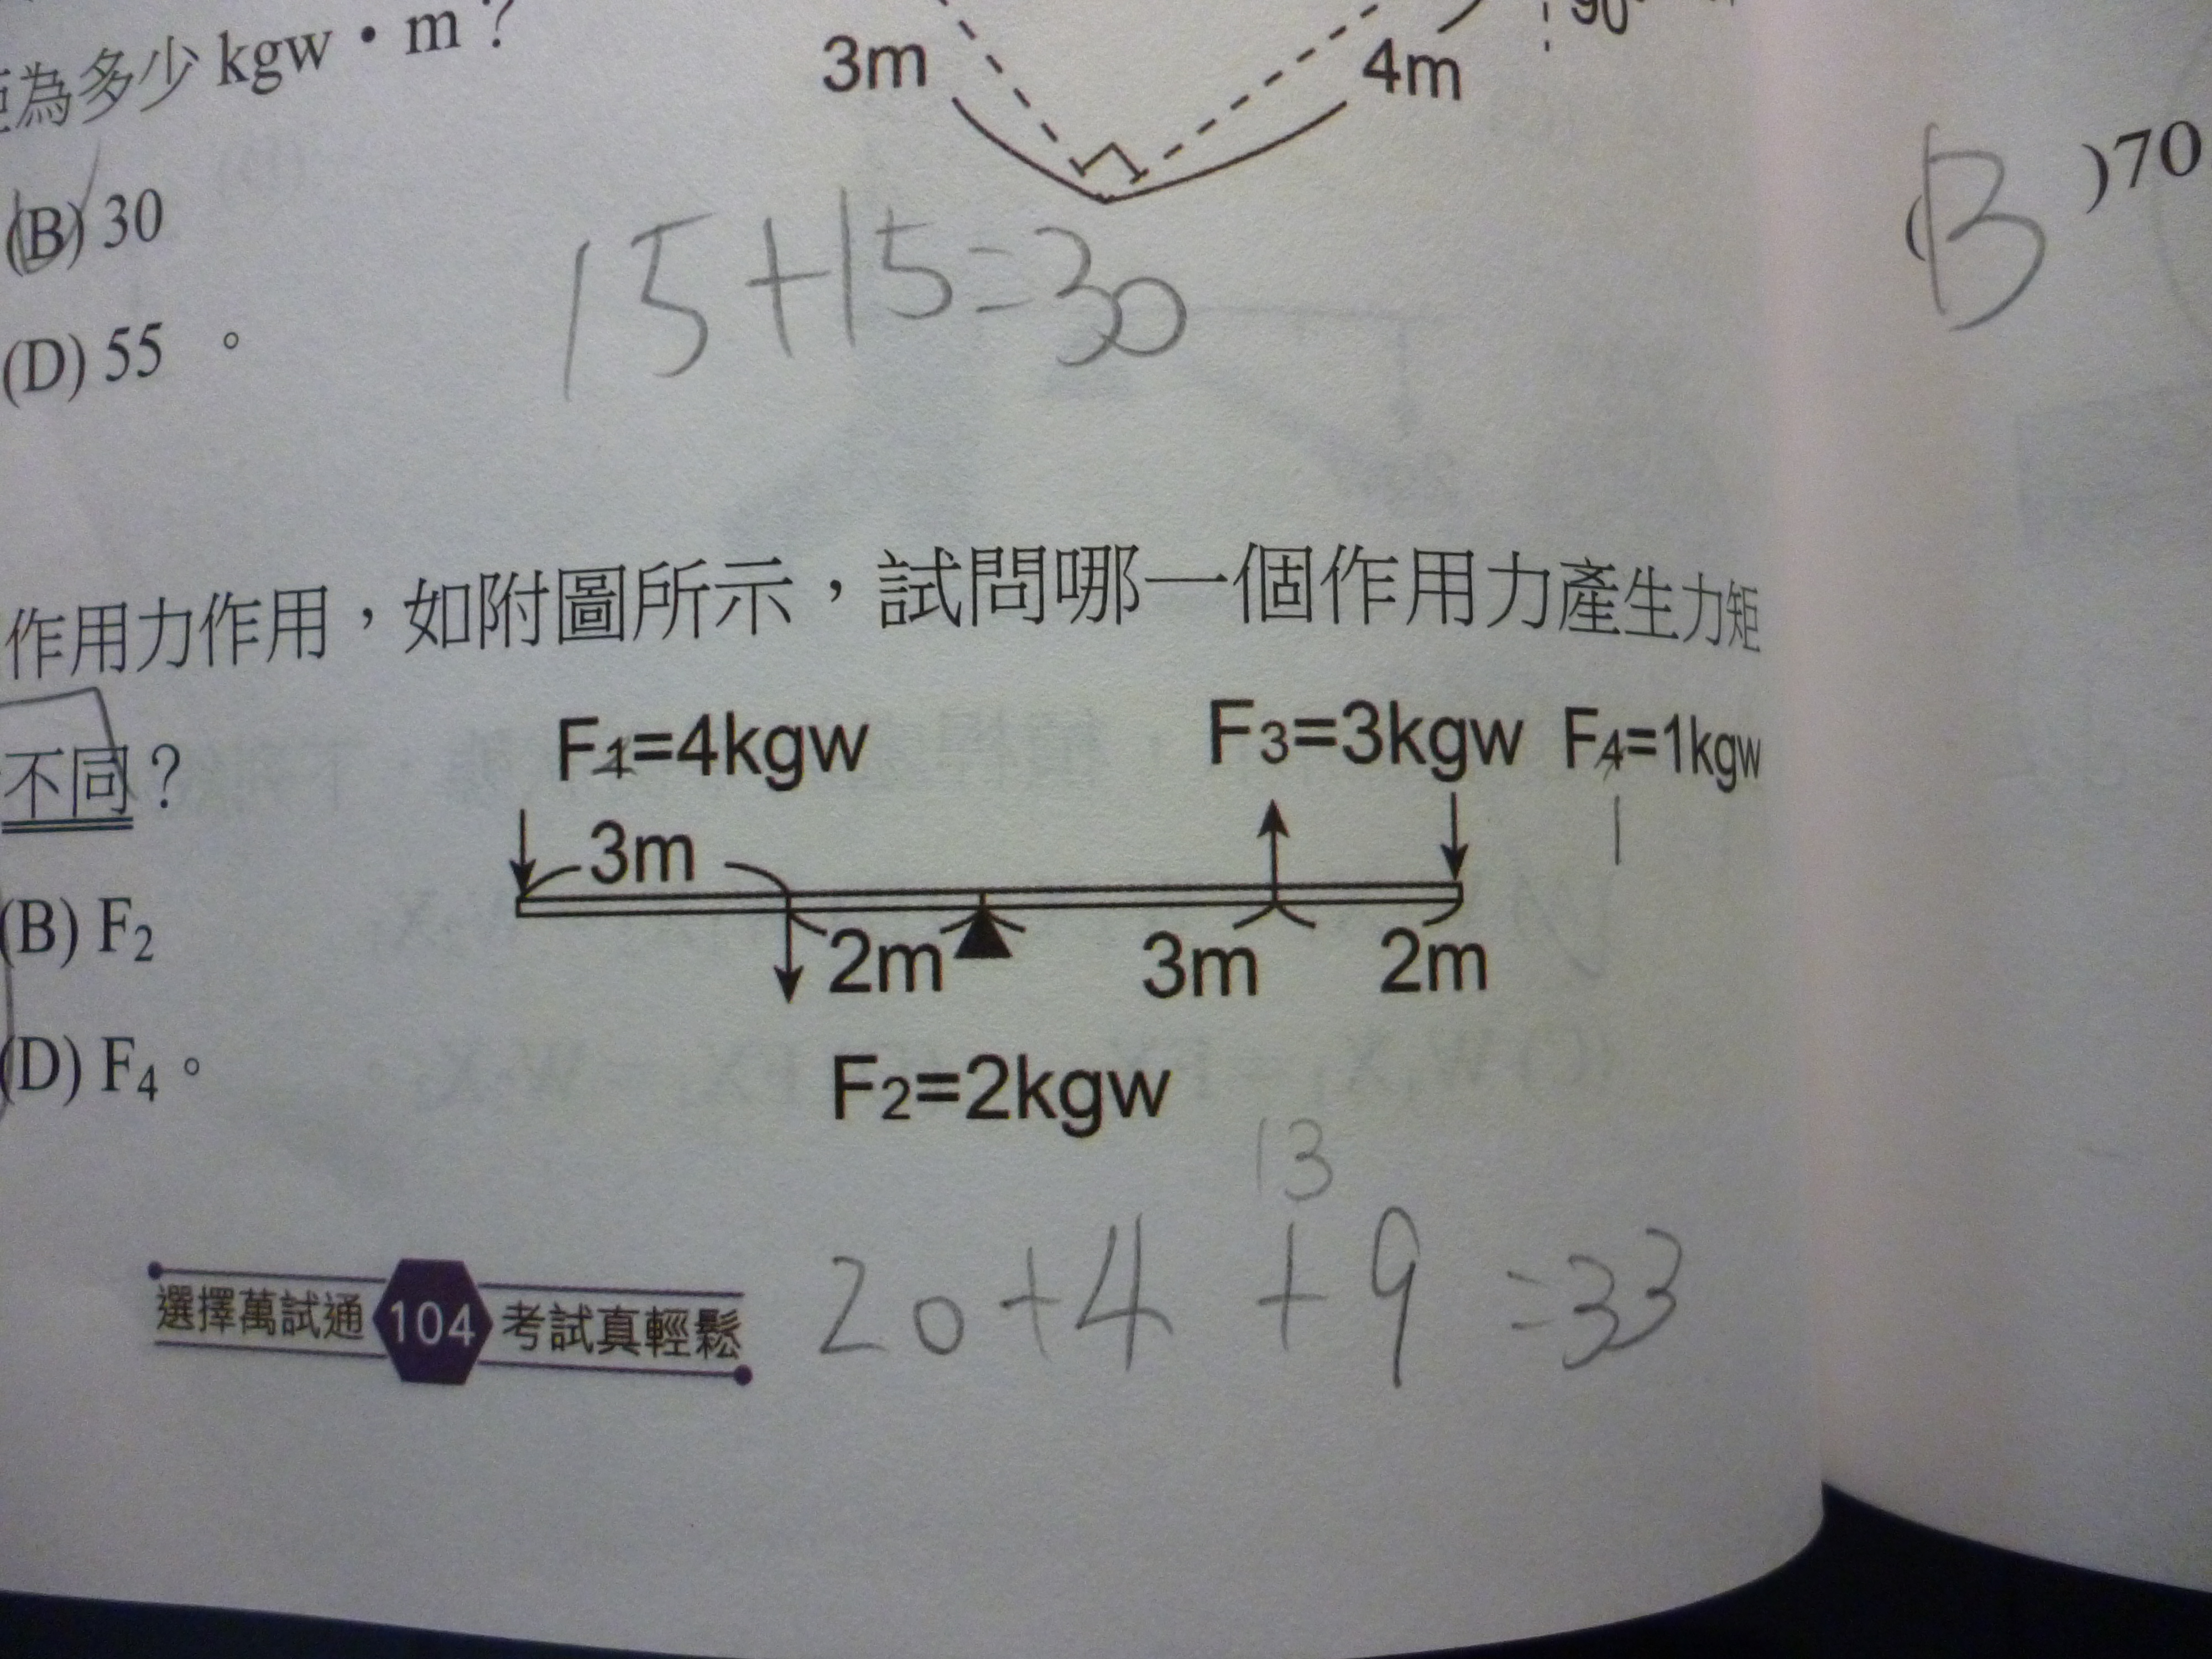 為多少 kgw·m?
3m
4m
90°
(B) 30
(D) 55 。
15+15=30
(B )70
作用力作用，如附圖所示，試問哪一個作用力產生力矩
不同？
F1=4kgw
F3=3kgw F4=1kgw
3m
(B) F2
2m
3m
2m
(D) F4。
F2=2kgw
13
20+4 +9 =33
選擇萬試通 104 考試真輕鬆